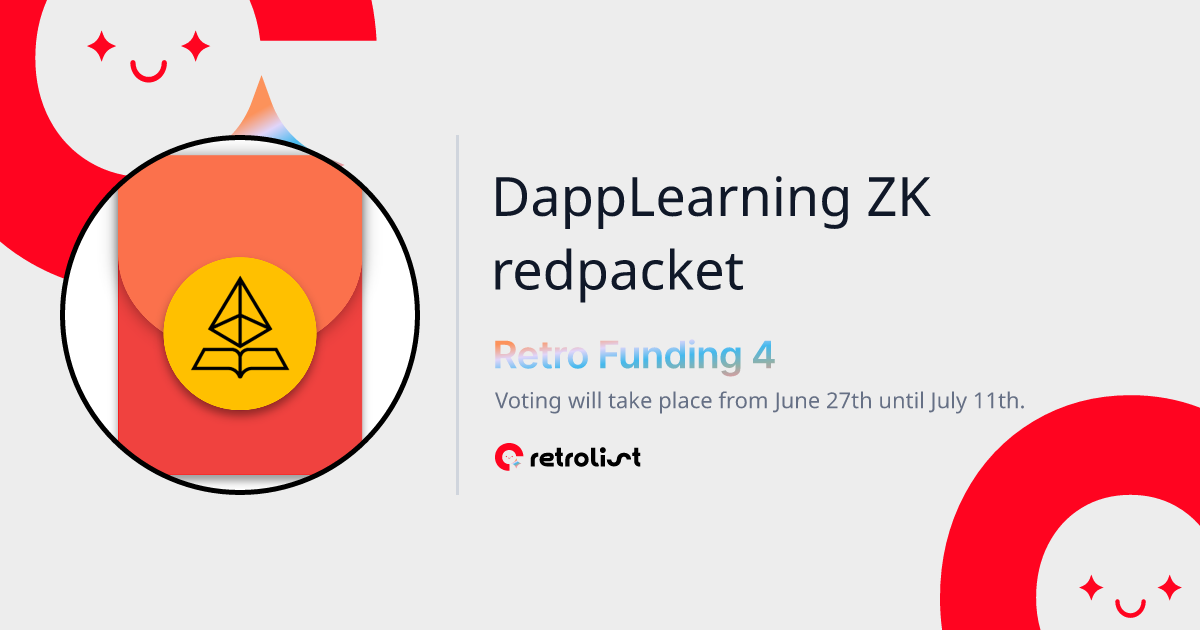 DappLearning ZK
redpacket
Retro Funding 4
Voting will take place from June 27th until July 11th.
retrolist